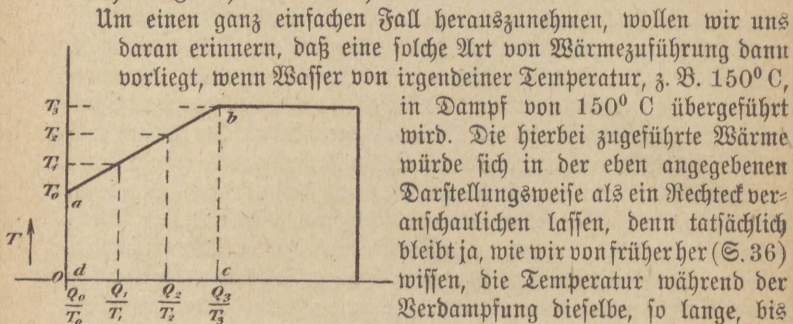 Um einen ganz einfachen Fall herauszunehmen, wollen wir uns
daran erinnern, daß eine solche Art von Wärmezuführung dann
vorliegt, wenn Wasser von irgendeiner Temperatur, z. B. 150⁰ C,
in Dampf von 150⁰ C übergeführt
wird. Die hierbei zugeführte Wärme
würde sich in der eben angegebenen
Darstellungsweise als ein Rechteck ver-
anschaulichen lassen, denn tatsächlich
bleibt ja, wie wir von früher her (S. 36)
wissen, die Temperatur während der
Verdampfung dieselbe, so lange, bis
T₃
b
T₂
T₁
T₀
a
T
O
d
c
Q₀/T₀ Q₁/T₁ Q₂/T₂ Q₃/T₃